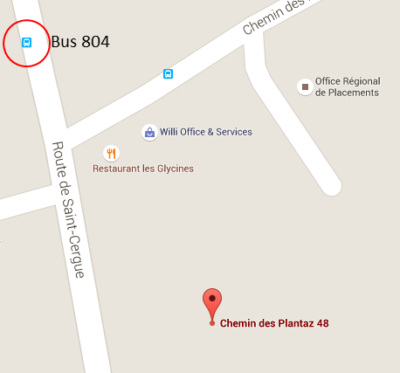 Bus 804
Chemin des
Office Régional
de Placements
Willi Office & Services
Restaurant les Glycines
Route de Saint-Cergue
Chemin des Plantaz 48